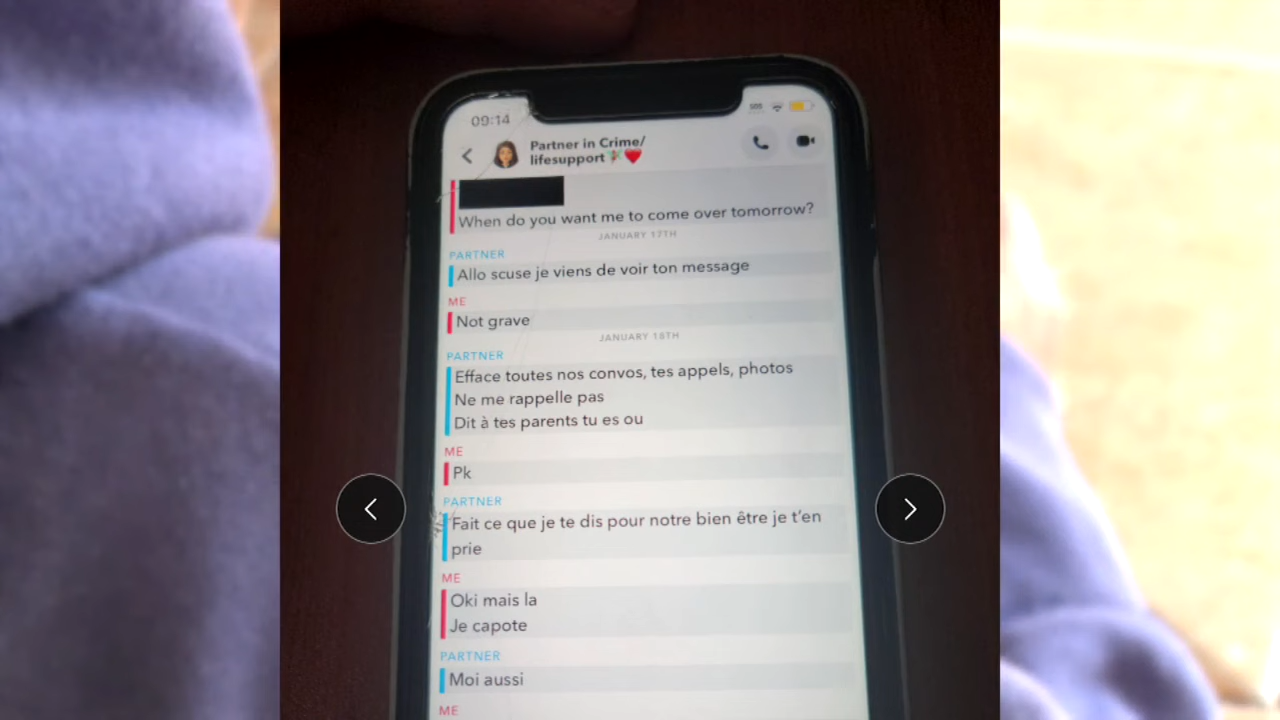 09:14
SOS
Partner in Crime/
lifesupport
When do you want me to come over tomorrow?
JANUARY 17TH
PARTNER
Allo scuse je viens de voir ton message
ME
Not grave
JANUARY 18TH
PARTNER
Efface toutes nos convos, tes appels, photos
Ne me rappelle pas
Dit à tes parents tu es ou
ME
Pk
PARTNER
Fait ce que je te dis pour notre bien être je t'en
prie
ME
Oki mais la
Je capote
PARTNER
Moi aussi
ME